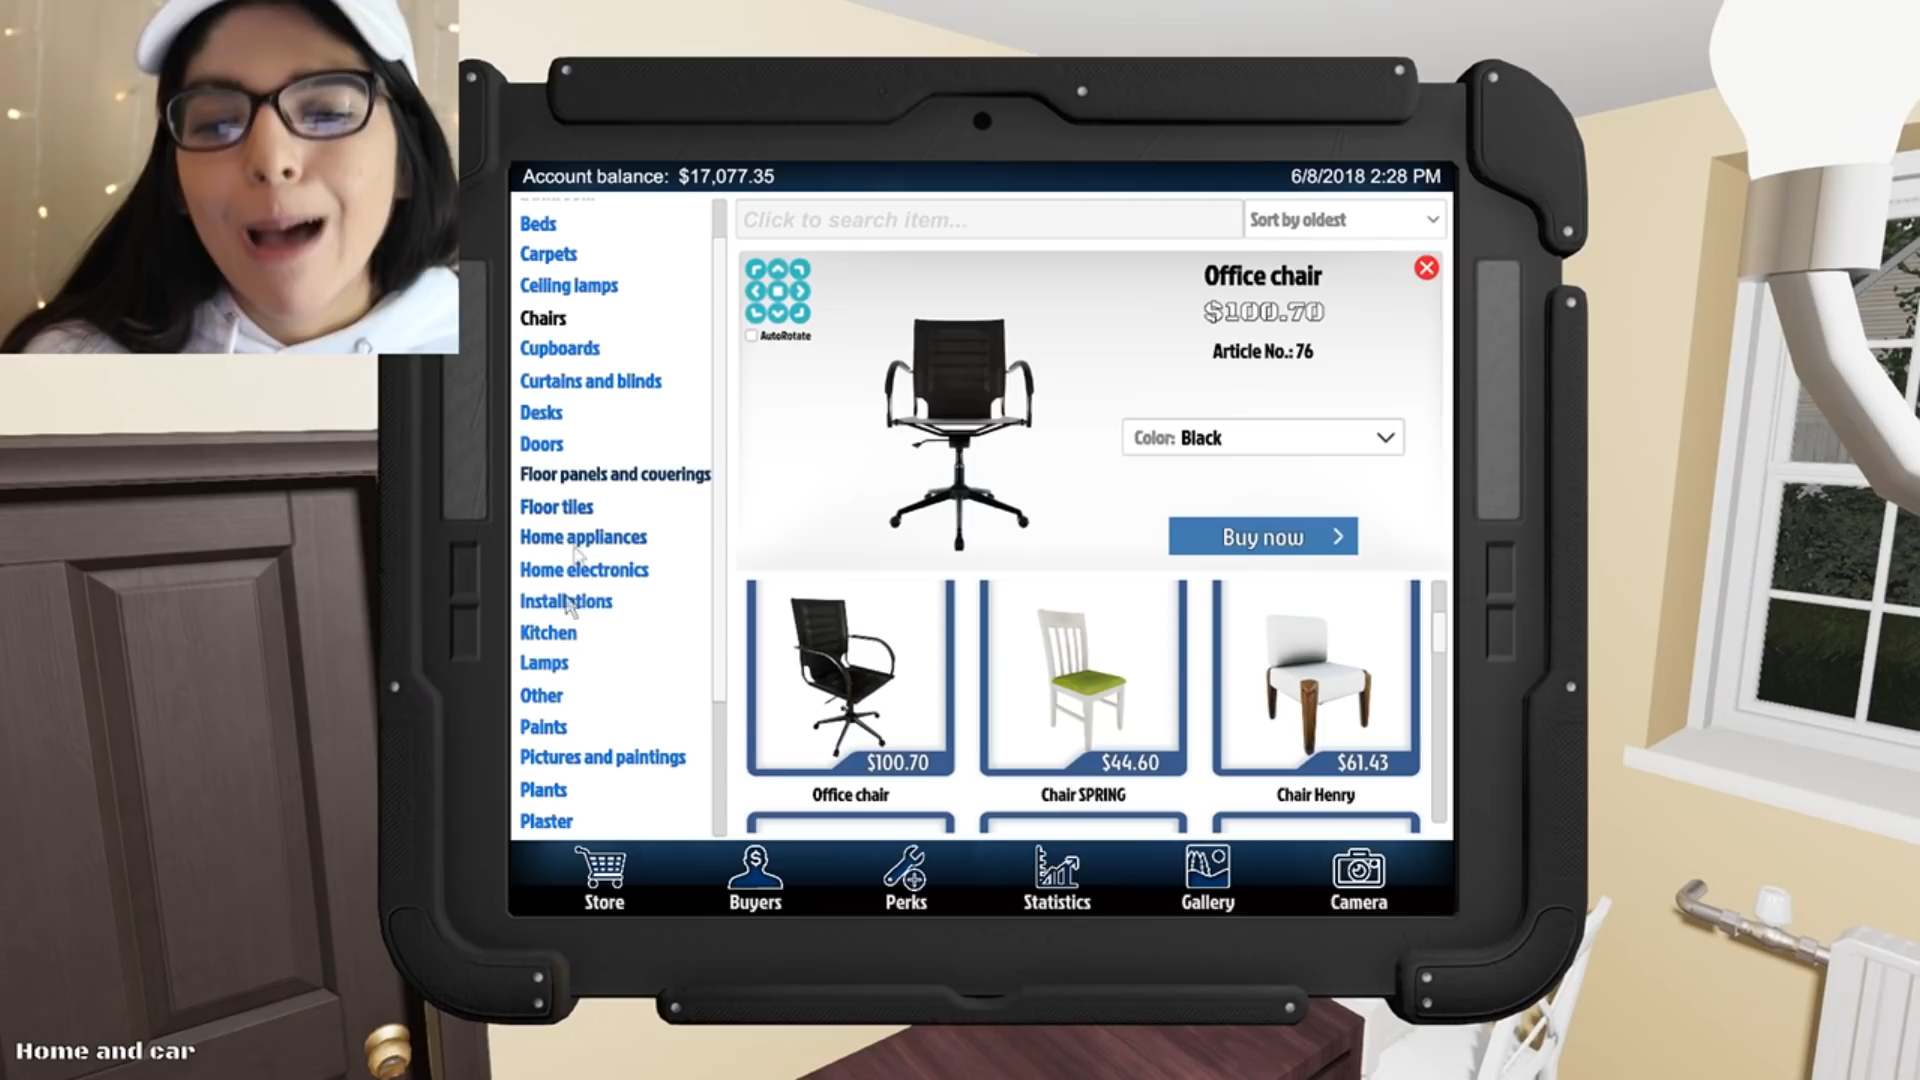 Account balance: $17,077.35
6/8/2018 2:28 PM
Beds
Carpets
Ceiling lamps
Chairs
Cupboards
Curtains and blinds
Desks
Doors
Floor panels and coverings
Floor tiles
Home appliances
Home electronics
Installations
Kitchen
Lamps
Other
Paints
Pictures and paintings
Plants
Plaster
Click to search item...
Sort by oldest
AutoRotate
Office chair
$100.70
Article No.: 76
Color: Black
Buy now
$100.70
$44.60
$61.43
Office chair
Chair SPRING
Chair Henry
Store
Buyers
Perks
Statistics
Gallery
Camera
Home and car